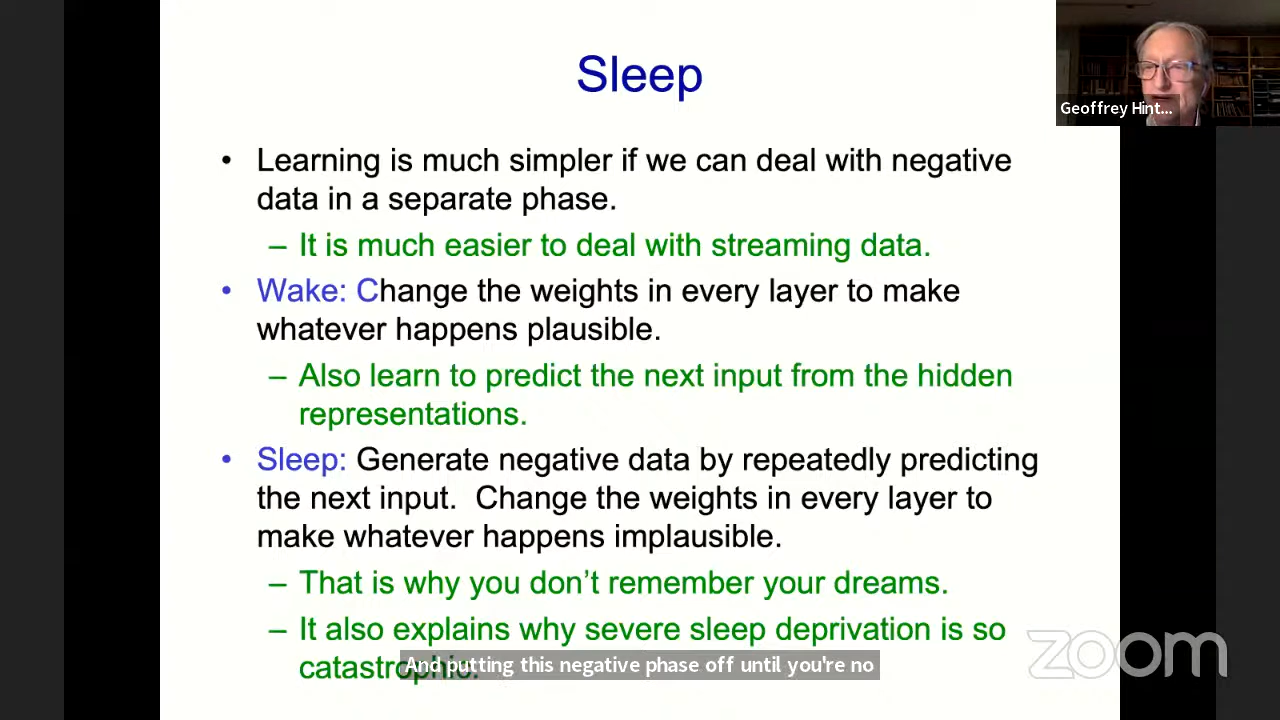 Sleep
Geoffrey Hint...
• Learning is much simpler if we can deal with negative
data in a separate phase.
– It is much easier to deal with streaming data.
• Wake: Change the weights in every layer to make
whatever happens plausible.
– Also learn to predict the next input from the hidden
representations.
• Sleep: Generate negative data by repeatedly predicting
the next input. Change the weights in every layer to
make whatever happens implausible.
– That is why you don't remember your dreams.
– It also explains why severe sleep deprivation is so
catastrophic.
And putting this negative phase off until you're no
zoom